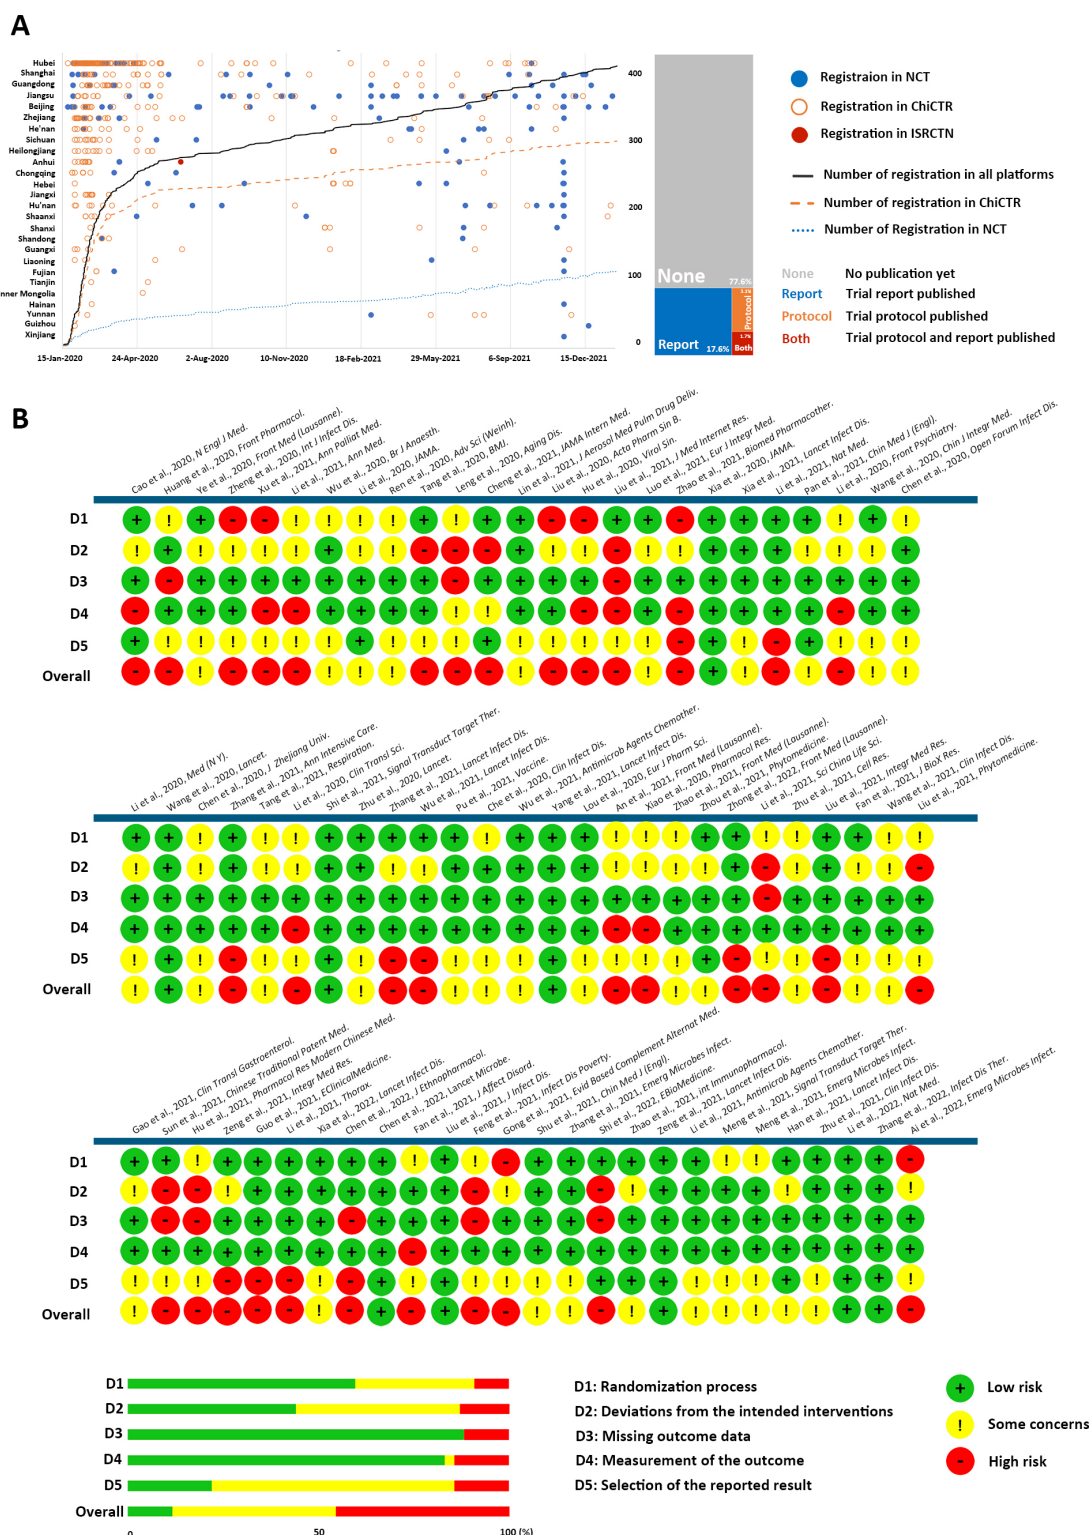 A
Hubei
Shanghai
Guangdong
Jiangsu
Beijing
Zhejiang
He'nan
Sichuan
Heilongjiang
Anhui
Chongqing
Hebei
Jiangxi
Hu'nan
Shaanxi
Shanxi
Shandong
Guangxi
Liaoning
Fujian
Tianjin
nner Mongolia
Hainan
Yunnan
Guizhou
Xinjiang
15-Jan-2020 24-Apr-2020 2-Aug-2020 10-Nov-2020 18-Feb-2021 29-May-2021 6-Sep-2021 15-Dec-2021
400
300
200
100
0
None
77.6%
Report
17.6%
Protocol
1.7%
Both
Registraion in NCT
Registration in ChiCTR
Registration in ISRCTN
Number of registration in all platforms
Number of registration in ChiCTR
Number of Registration in NCT
None No publication yet
Report Trial report published
Protocol Trial protocol published
Both Trial protocol and report published
B
Cao et al., 2020, N Engl J Med.
Huang et al., 2020, Front Pharmacol.
Ye et al., 2020, Front Med (Lausanne).
Zheng et al., 2020, Int J Infect Dis.
Xu et al., 2021, Ann Palliat Med.
Li et al., 2021, Ann Med.
Wu et al., 2020, Br J Anaesth.
Li et al., 2020, JAMA.
Ren et al., 2020, Adv Sci (Weinh).
Tang et al., 2020, BMJ.
Leng et al., 2020, Aging Dis.
Cheng et al., 2021, JAMA Intern Med.
Lin et al., 2021, J Aerosol Med Pulm Drug Deliv.
Liu et al., 2020, Acta Pharm Sin B.
Hu et al., 2020, Virol Sin.
Liu et al., 2021, J Med Internet Res.
Luo et al., 2021, Eur J Integr Med.
Zhao et al., 2021, Biomed Pharmacother.
Xia et al., 2020, JAMA.
Xia et al., 2021, Lancet Infect Dis.
Li et al., 2021, Nat Med.
Pan et al., 2021, Chin Med J (Engl).
Li et al., 2020, Front Psychiatry.
Wang et al., 2020, Chin J Integr Med.
Chen et al., 2020, Open Forum Infect Dis.
D1
D2
D3
D4
D5
Overall
Li et al., 2020, Med (N Y).
Wang et al., 2020, Lancet.
Chen et al., 2020, J Zhejiang Univ.
Zhang et al., 2021, Ann Intensive Care.
Tang et al., 2021, Respiration.
Li et al., 2020, Clin Transl Sci.
Shi et al., 2021, Signal Transduct Target Ther.
Zhu et al., 2020, Lancet.
Zhang et al., 2021, Lancet Infect Dis.
Wu et al., 2021, Lancet Infect Dis.
Pu et al., 2021, Vaccine.
Che et al., 2020, Clin Infect Dis.
Wu et al., 2021, Antimicrob Agents Chemother.
Yang et al., 2021, Lancet Infect Dis.
Lou et al., 2020, Eur J Pharm Sci.
An et al., 2021, Front Med (Lausanne).
Xiao et al., 2020, Pharmacol Res.
Zhao et al., 2021, Front Med (Lausanne).
Zhou et al., 2021, Phytomedicine.
Zhong et al., 2022, Front Med (Lausanne).
Li et al., 2021, Sci China Life Sci.
Zhu et al., 2021, Cell Res.
Liu et al., 2021, Integr Med Res.
Fan et al., 2021, J BioX Res.
Wang et al., 2021, Clin Infect Dis.
Liu et al., 2021, Phytomedicine.
D1
D2
D3
D4
D5
Overall
Gao et al., 2021, Clin Transl Gastroenterol.
Sun et al., 2021, Chinese Traditional Patent Med.
Hu et al., 2021, Pharmacol Res Modern Chinese Med.
Zeng et al., 2021, Integr Med Res.
Guo et al., 2021, EClinicalMedicine.
Li et al., 2021, Thorax.
Xia et al., 2022, Lancet Infect Dis.
Chen et al., 2022, J Ethnopharmacol.
Chen et al., 2022, Lancet Microbe.
Fan et al., 2021, J Affect Disord.
Liu et al., 2021, J Infect Dis.
Feng et al., 2021, Infect Dis Poverty.
Gong et al., 2021, Evid Based Complement Alternat Med.
Shu et al., 2021, Chin Med J (Engl).
Zhang et al., 2021, Emerg Microbes Infect.
Shi et al., 2022, EBioMedicine.
Zhao et al., 2021, int Immunopharmacol.
Zeng et al., 2021, Lancet Infect Dis.
Li et al., 2021, Antimicrob Agents Chemother.
Meng et al., 2021, Signal Transduct Target Ther.
Meng et al., 2021, Emerg Microbes Infect.
Han et al., 2021, Lancet Infect Dis.
Zhu et al., 2021, Clin Infect Dis.
Li et al., 2022, Nat Med.
Zhang et al., 2022, Infect Dis Ther.
Ai et al., 2022, Emerg Microbes Infect.
D1
D2
D3
D4
D5
Overall
D1
D2
D3
D4
D5
Overall
0 50 100 (%)
D1: Randomization process
D2: Deviations from the intended interventions
D3: Missing outcome data
D4: Measurement of the outcome
D5: Selection of the reported result
+ Low risk
! Some concerns
- High risk